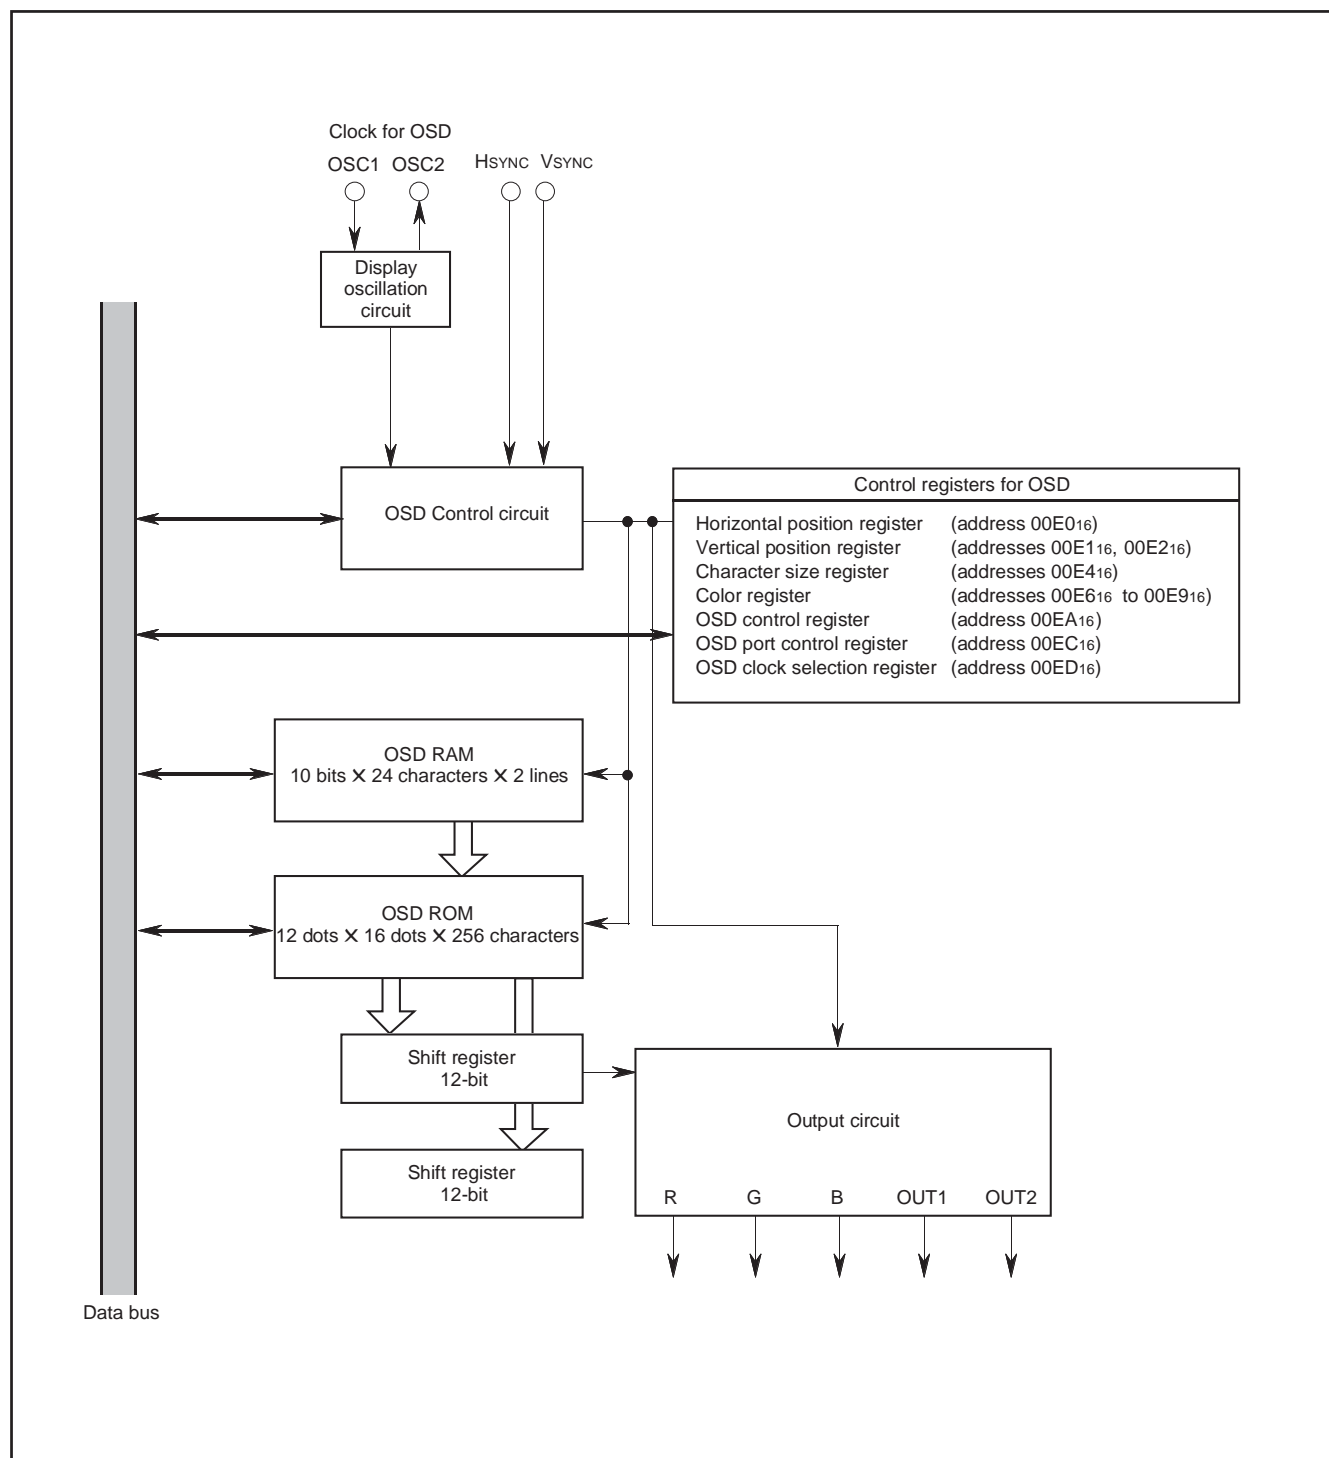 Clock for OSD
OSC1 OSC2 HSYNC VSYNC
Display
oscillation
circuit
OSD Control circuit
Control registers for OSD
Horizontal position register (address 00E016)
Vertical position register (addresses 00E116, 00E216)
Character size register (addresses 00E416)
Color register (addresses 00E616 to 00E916)
OSD control register (address 00EA16)
OSD port control register (address 00EC16)
OSD clock selection register (address 00ED16)
OSD RAM
10 bits × 24 characters × 2 lines
OSD ROM
12 dots × 16 dots × 256 characters
Shift register
12-bit
Output circuit
Shift register
12-bit
R G B OUT1 OUT2
Data bus